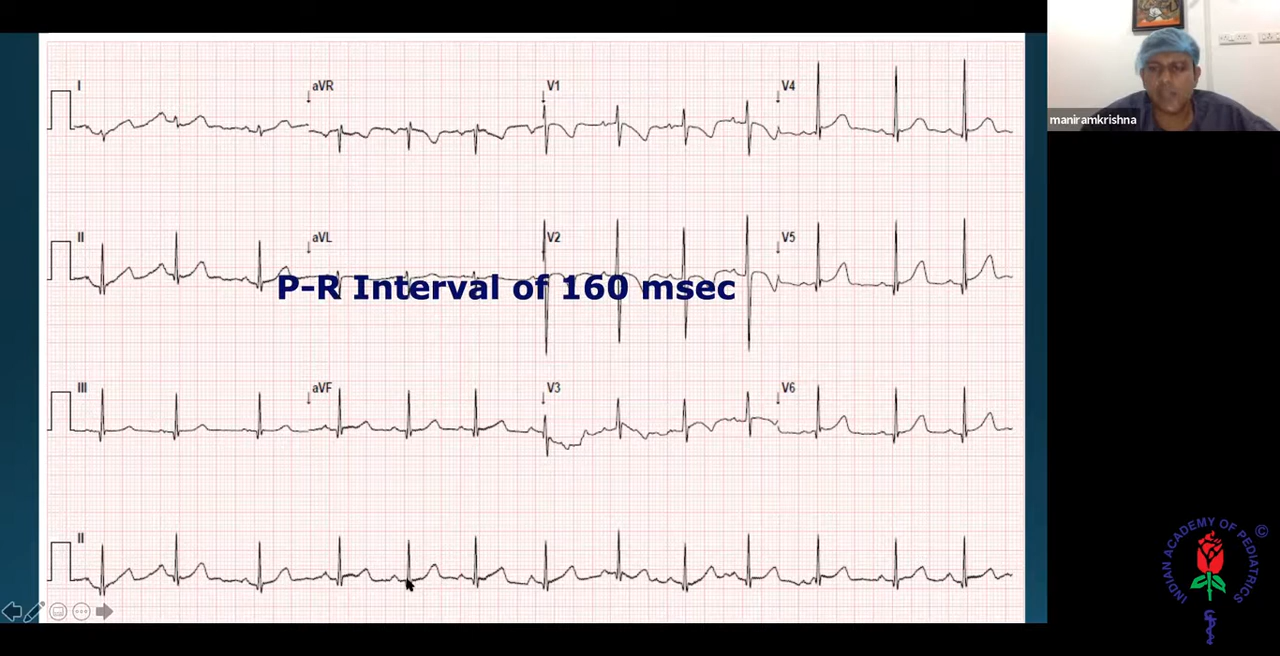 I
aVR
V1
V4
maniramkrishna
II
aVL
V2
V5
P-R Interval of 160 msec
III
aVF
V3
V6
II
INDIAN ACADEMY OF PEDIATRICS
©